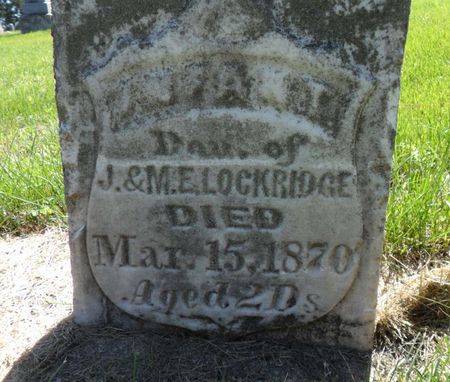 Dau. of
J. & M. E. LOCKRIDGE
DIED
Mar. 15, 1870
Aged 2 Ds